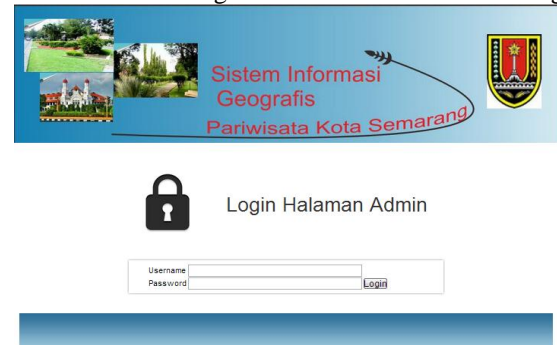 Sistem Informasi
Geografis
Pariwisata Kota Semarang
Login Halaman Admin
Username
Password Login